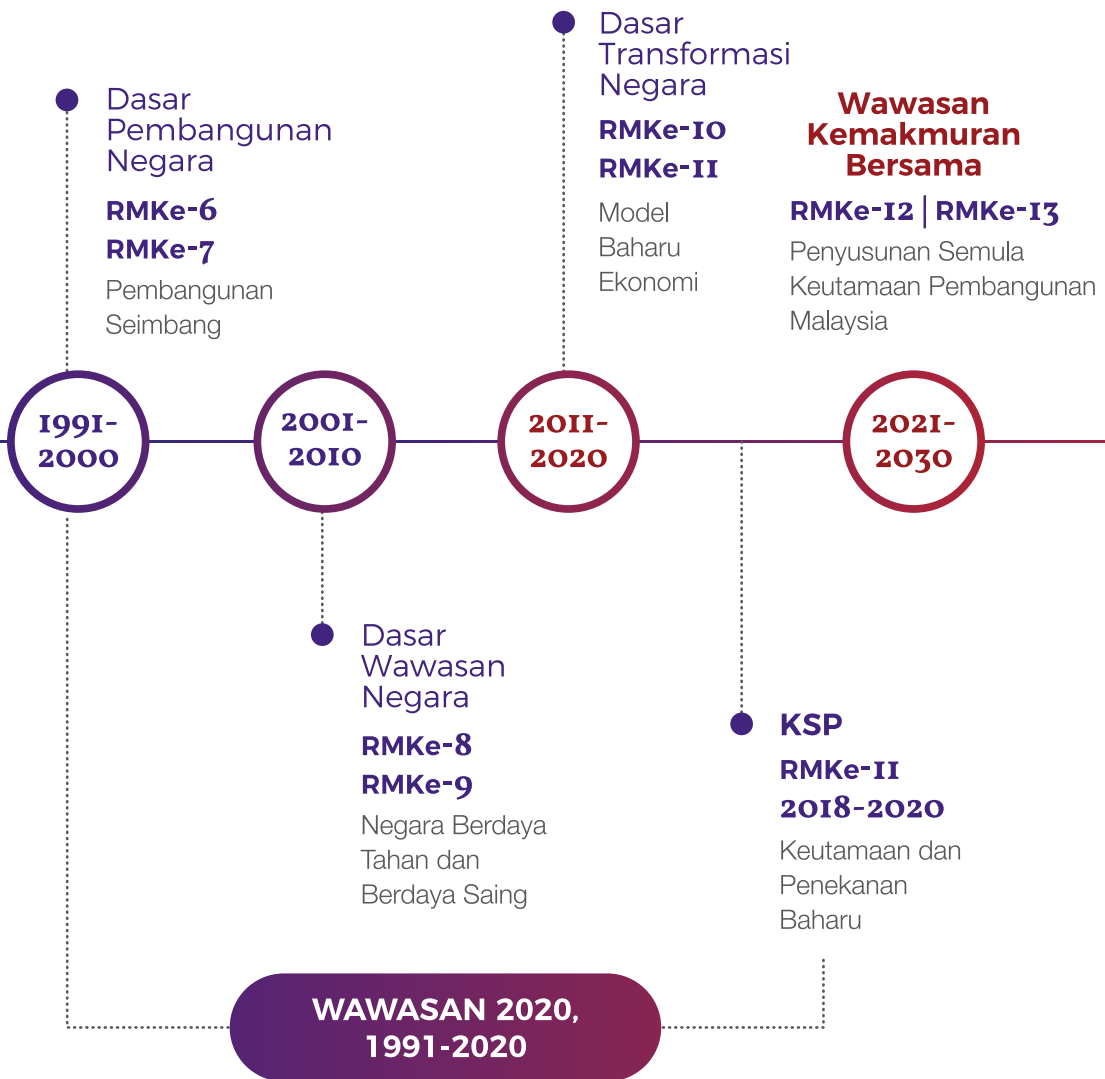 Dasar
Pembangunan
Negara
RMKe-6
RMKe-7
Pembangunan
Seimbang
1991-
2000
2001-
2010
Dasar
Wawasan
Negara
RMKe-8
RMKe-9
Negara Berdaya
Tahan dan
Berdaya Saing
Dasar
Transformasi
Negara
RMKe-10
RMKe-11
Model
Baharu
Ekonomi
2011-
2020
KSP
RMKe-11
2018-2020
Keutamaan dan
Penekanan
Baharu
Wawasan
Kemakmuran
Bersama
RMKe-12 | RMKe-13
Penyusunan Semula
Keutamaan Pembangunan
Malaysia
2021-
2030
WAWASAN 2020,
1991-2020